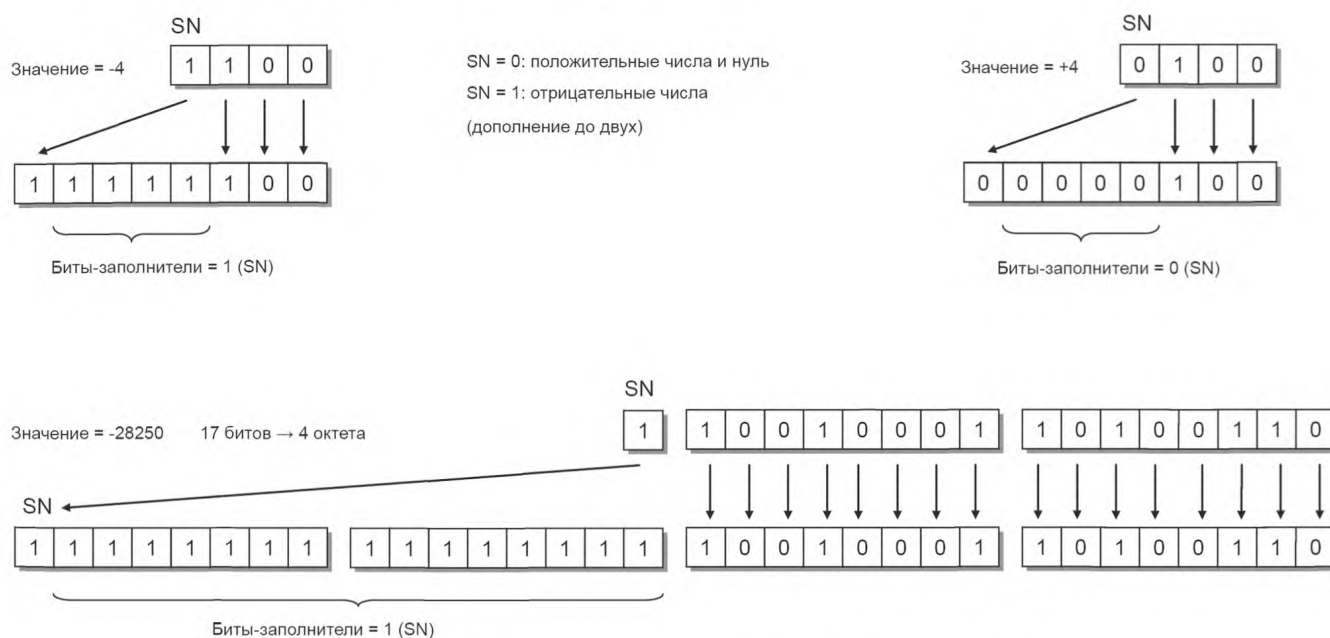 SN
SN
Значение = -4
1 1 0 0
SN = 0: положительные числа и нуль
Значение = +4
0 1 0 0
SN = 1: отрицательные числа
(дополнение до двух)
1 1 1 1 1 1 0 0
0 0 0 0 0 1 0 0
Биты-заполнители = 1 (SN)
Биты-заполнители = 0 (SN)
SN
Значение = -28250 17 битов → 4 октета
1 1 0 0 1 0 0 0 1 1 0 1 0 0 1 1 0
SN
1 1 1 1 1 1 1 1 1 1 1 1 1 1 1 1 1 0 0 1 0 0 0 1 1 0 1 0 0 1 1 0
Биты-заполнители = 1 (SN)